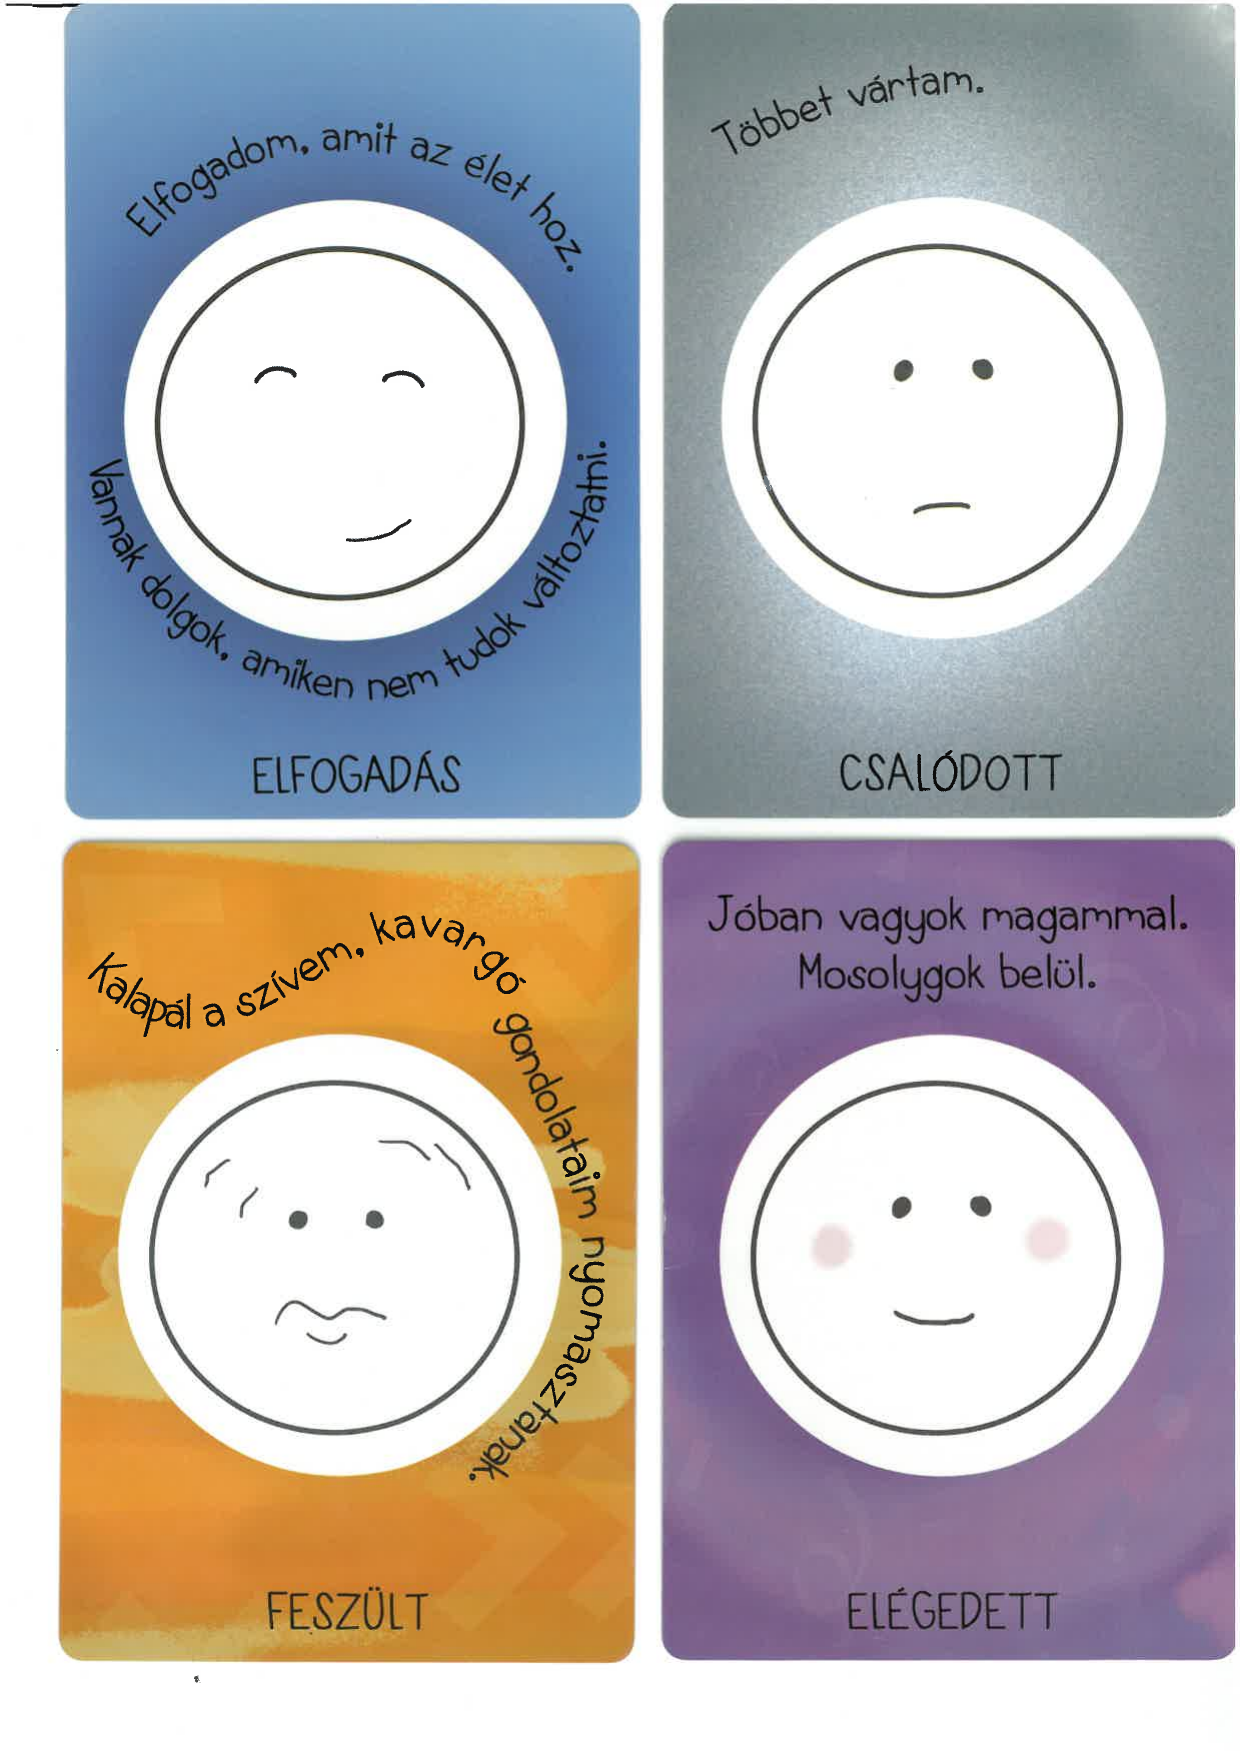 Elfogadom, amit az élet hoz.
Vannak dolgok, amiken nem tudok változtatni.
ELFOGADÁS
Többet vártam.
CSALÓDOTT
Kalapál a szívem, kavargó gondolataim nyomasztanak.
FESZÜLT
Jóban vagyok magammal.
Mosolygok belül.
ELÉGEDETT